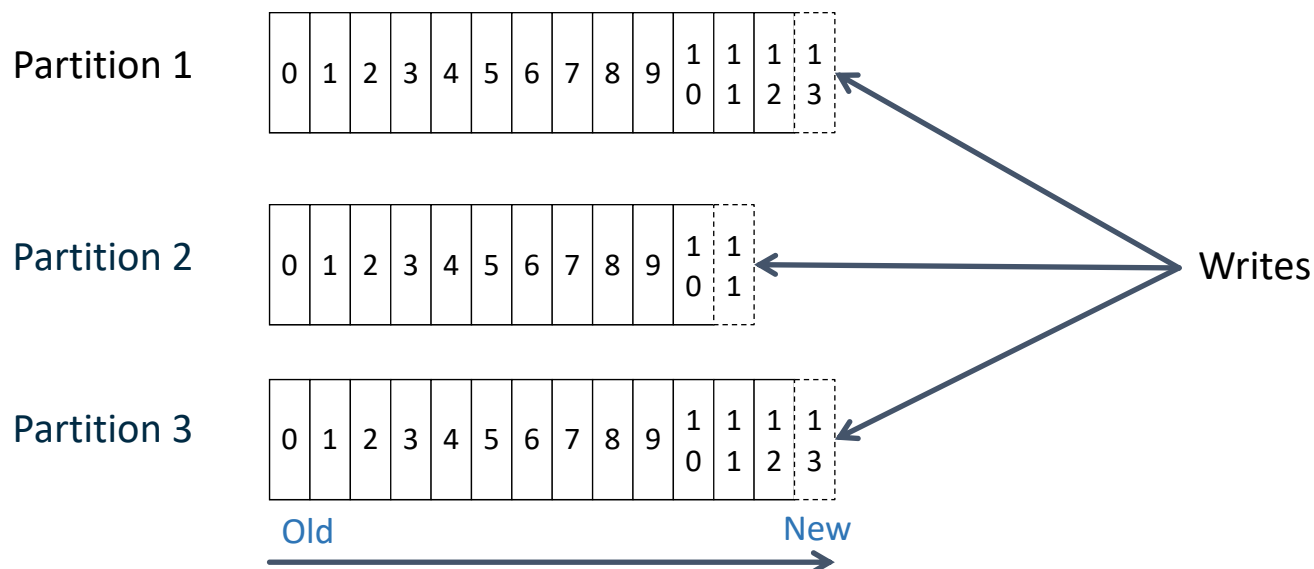 Partition 1
0 1 2 3 4 5 6 7 8 9 10 11 12 13
Partition 2
0 1 2 3 4 5 6 7 8 9 10 11
Writes
Partition 3
0 1 2 3 4 5 6 7 8 9 10 11 12 13
Old
New